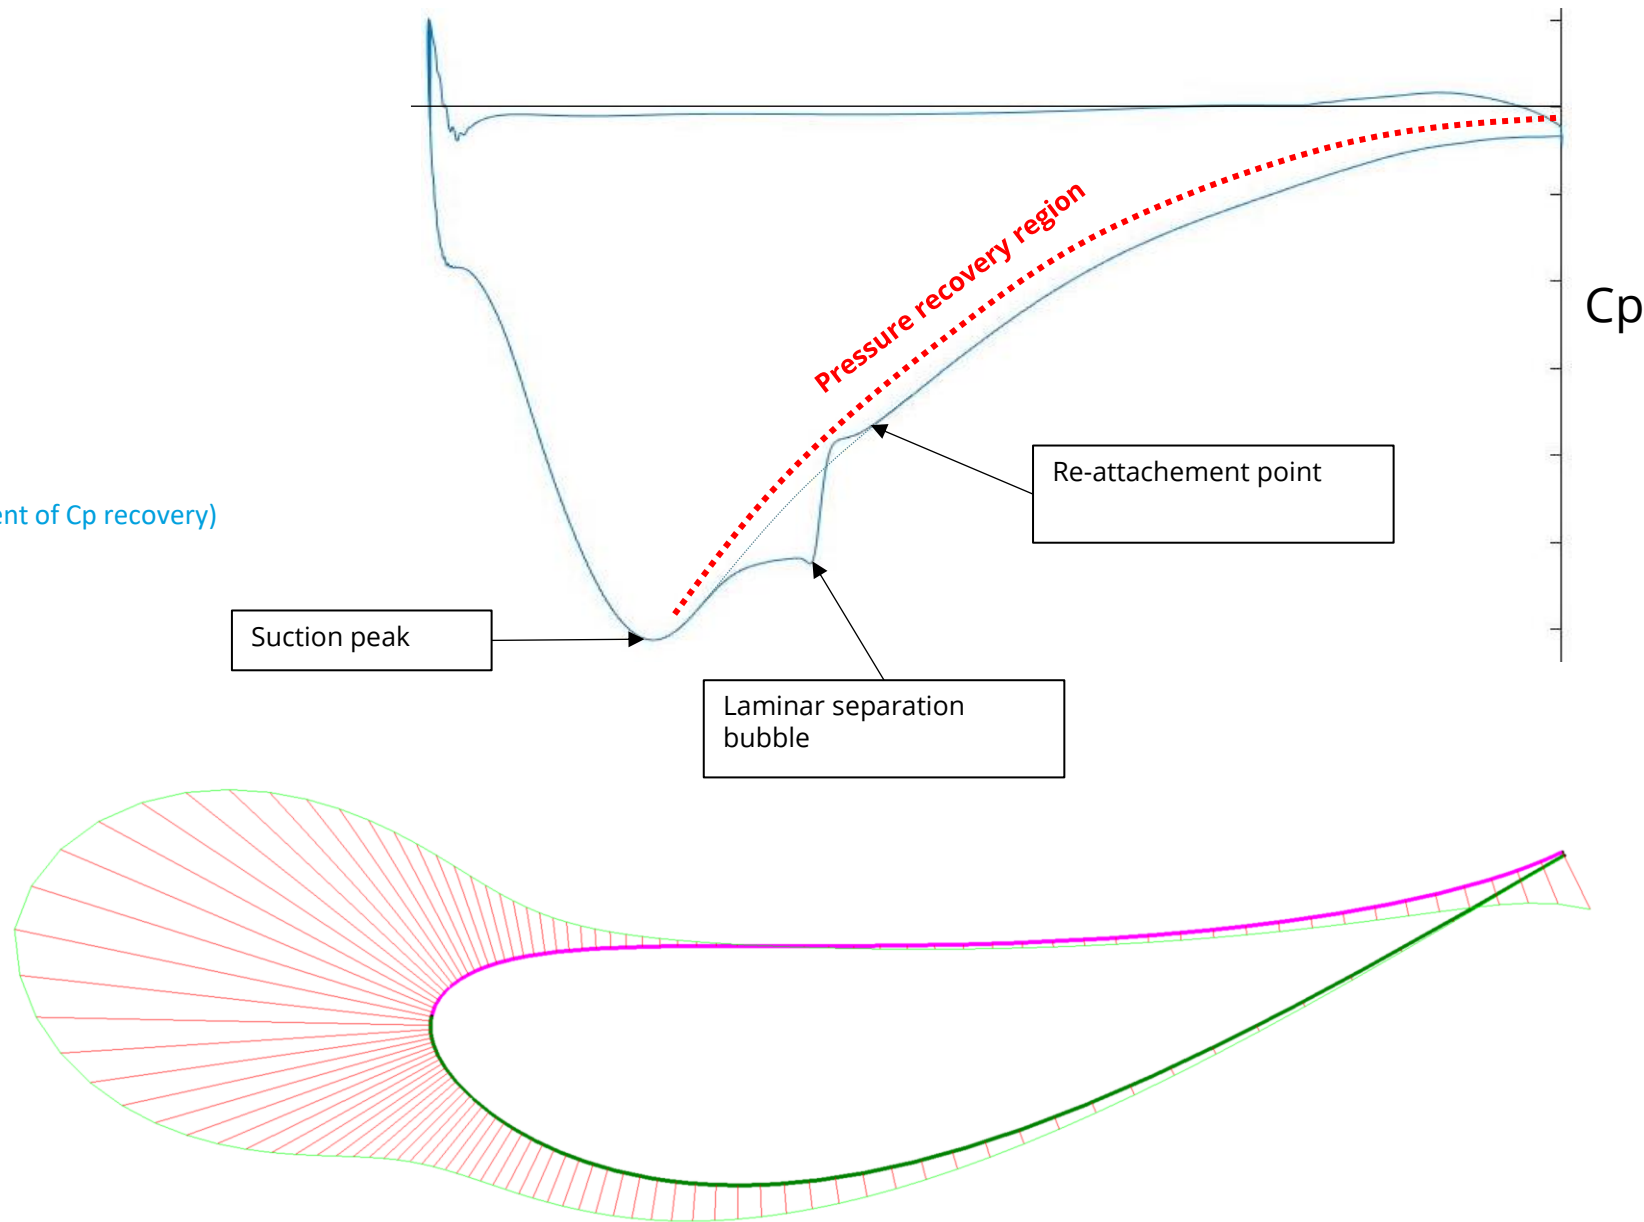 Pressure recovery region
Cp
Re-attachement point
ent of Cp recovery)
Suction peak
Laminar separation
bubble